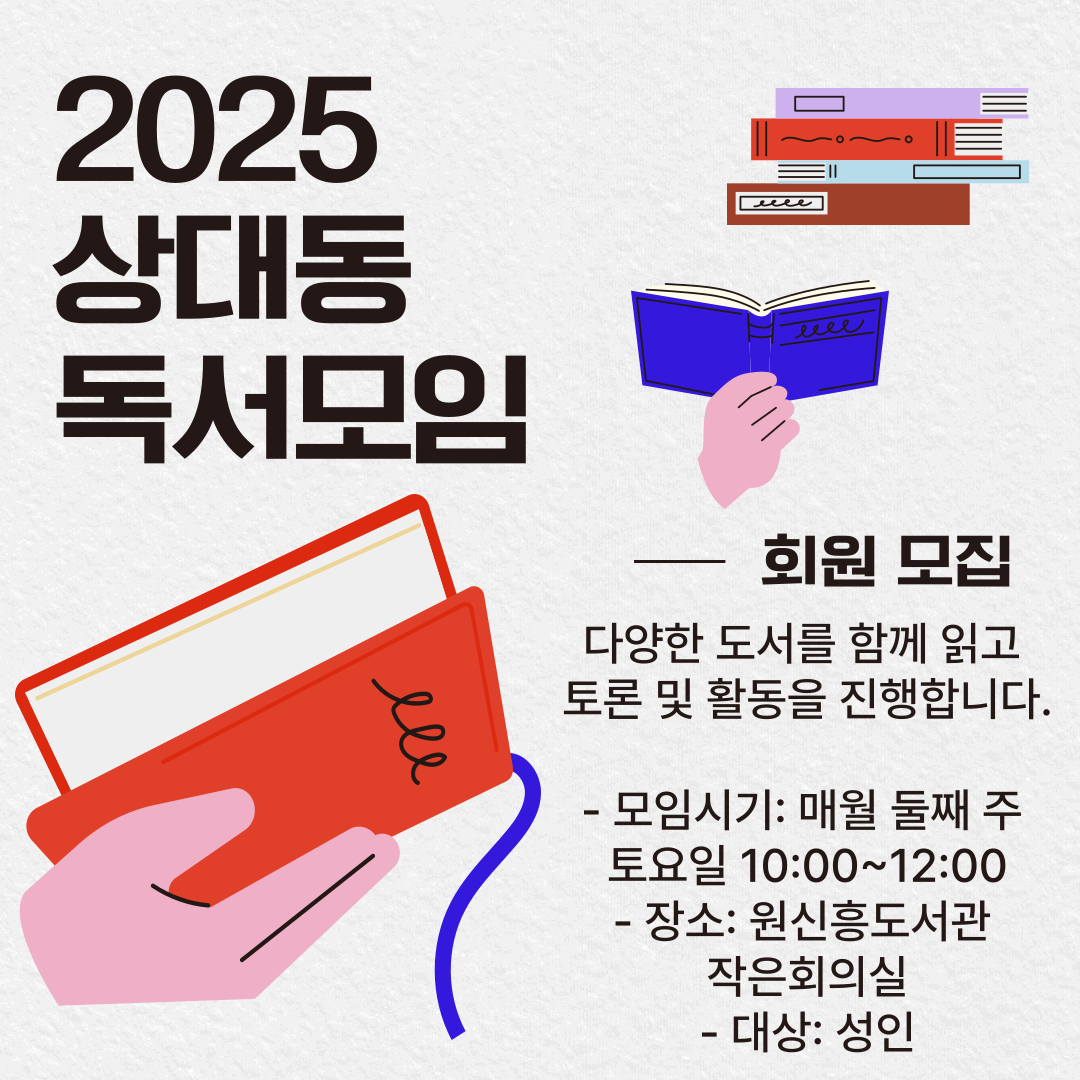 2025
상대동
독서모임
회원 모집
다양한 도서를 함께 읽고
토론 및 활동을 진행합니다.
- 모임시기: 매월 둘째 주
토요일 10:00~12:00
- 장소: 원신흥도서관
작은회의실
- 대상: 성인